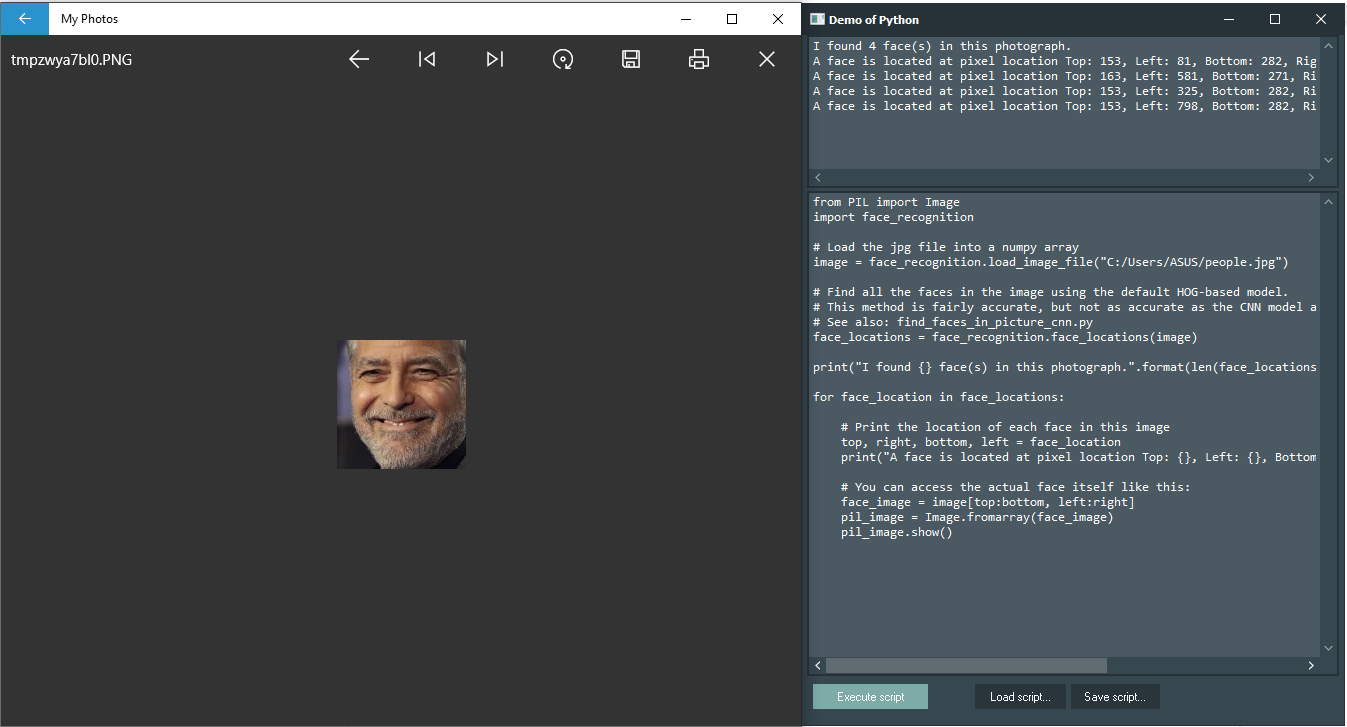 My Photos
tmpzwya7bl0.PNG
Demo of Python
I found 4 face(s) in this photograph.
A face is located at pixel location Top: 153, Left: 81, Bottom: 282, Rig
A face is located at pixel location Top: 163, Left: 581, Bottom: 271, Ri
A face is located at pixel location Top: 153, Left: 325, Bottom: 282, Ri
A face is located at pixel location Top: 153, Left: 798, Bottom: 282, Ri
from PIL import Image
import face_recognition
# Load the jpg file into a numpy array
image = face_recognition.load_image_file("C:/Users/ASUS/people.jpg")
# Find all the faces in the image using the default HOG-based model.
# This method is fairly accurate, but not as accurate as the CNN model a
# See also: find_faces_in_picture_cnn.py
face_locations = face_recognition.face_locations(image)
print("I found {} face(s) in this photograph.".format(len(face_locations
for face_location in face_locations:
# Print the location of each face in this image
top, right, bottom, left = face_location
print("A face is located at pixel location Top: {}, Left: {}, Bottom
# You can access the actual face itself like this:
face_image = image[top:bottom, left:right]
pil_image = Image.fromarray(face_image)
pil_image.show()
Execute script
Load script...
Save script...